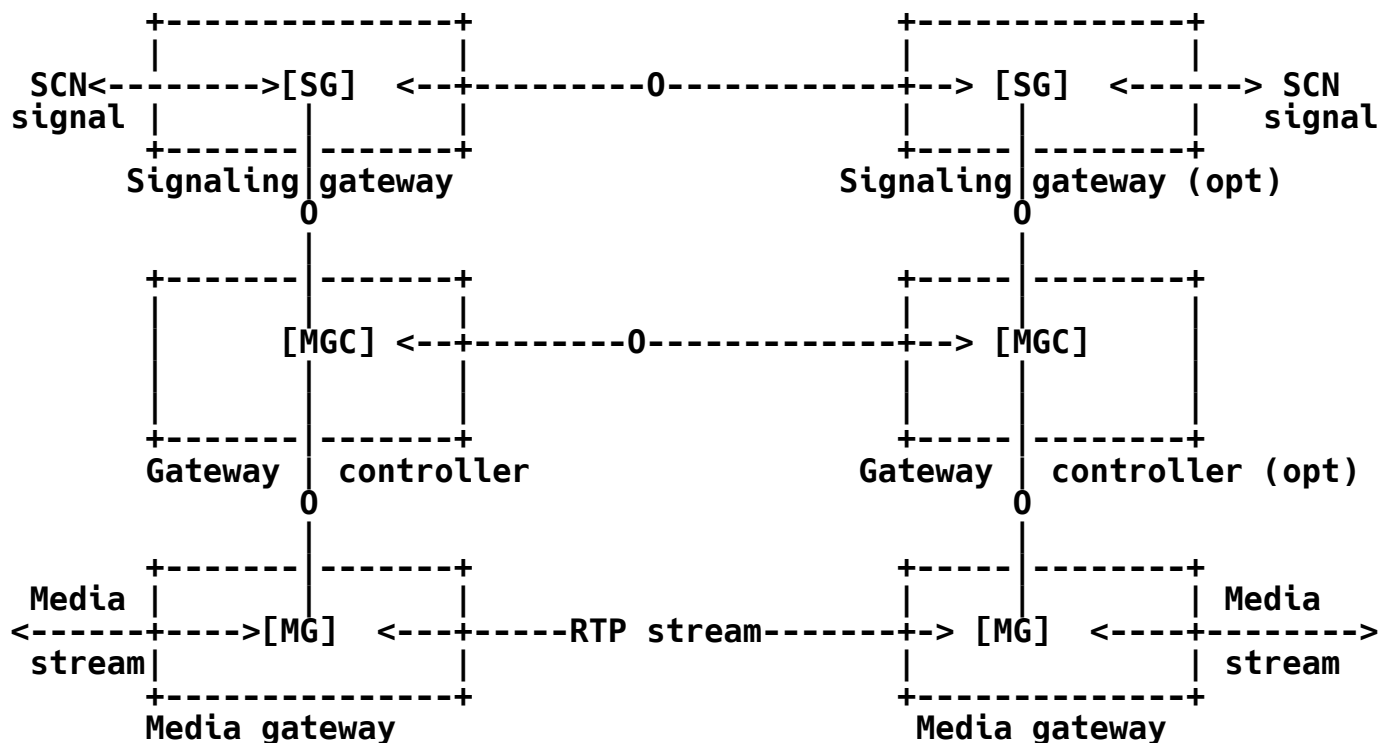 SCN<-------->[SG] <--+---------O------------+--> [SG] <------> SCN
signal signal
Signaling gateway Signaling gateway (opt)
O O
[MGC] <--+--------O-------------+--> [MGC]
Gateway controller Gateway controller (opt)
O O
Media Media
<------+---->[MG] <---+-----RTP stream-------+-> [MG] <----+-------->
stream stream
Media gateway Media gateway